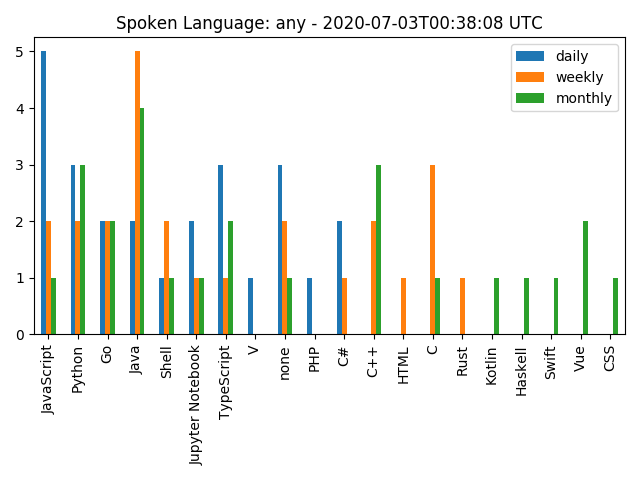 Spoken Language: any - 2020-07-03T00:38:08 UTC
daily
weekly
monthly
5
4
3
2
1
0
JavaScript
Python
Go
Java
Shell
Jupyter Notebook
TypeScript
V
none
PHP
C#
C++
HTML
C
Rust
Kotlin
Haskell
Swift
Vue
CSS